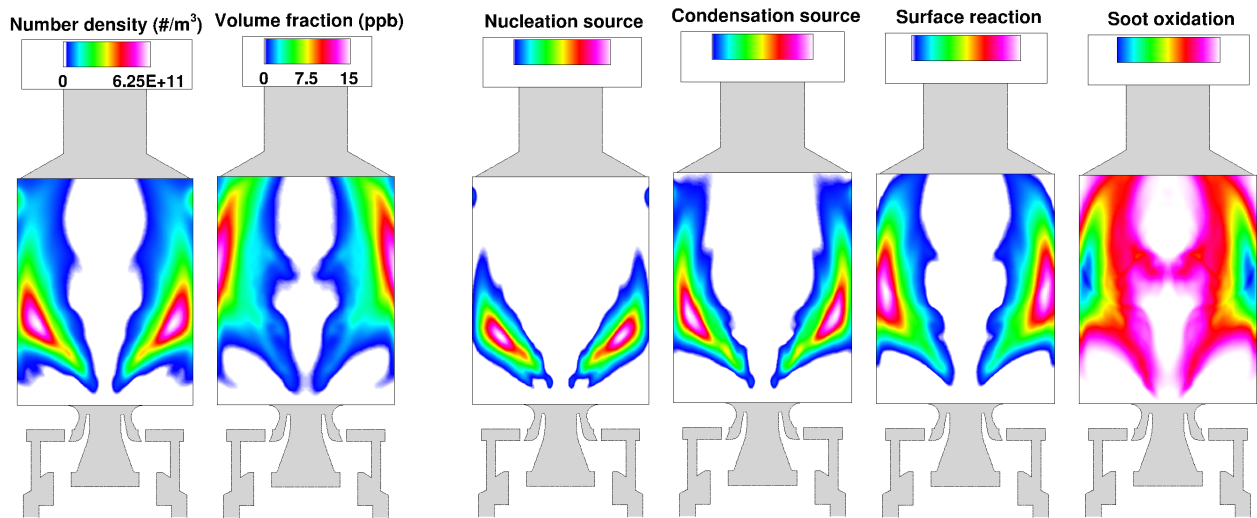 Number density (#/m³)
0 6.25E+11
Volume fraction (ppb)
0 7.5 15
Nucleation source
Condensation source
Surface reaction
Soot oxidation